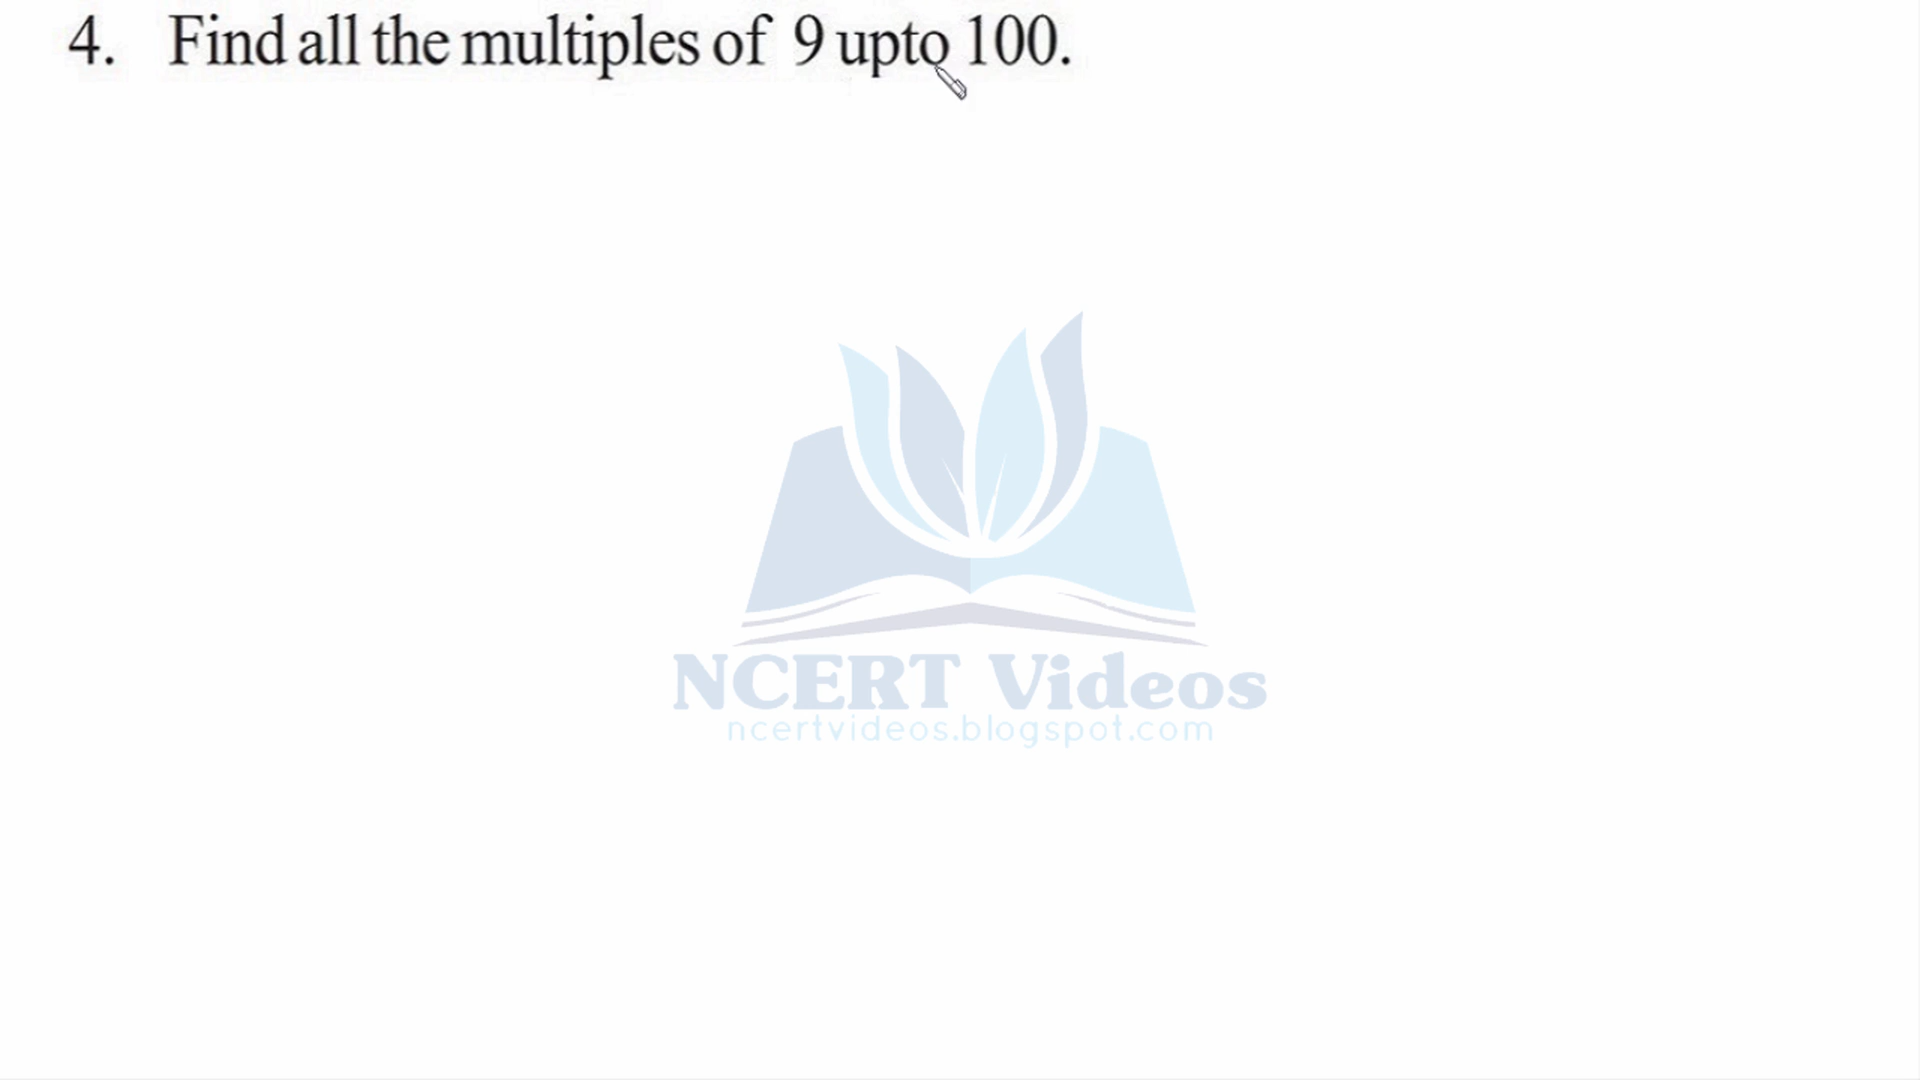 4. Find all the multiples of 9 upto 100.
NCERT Videos
ncertvideos.blogspot.com